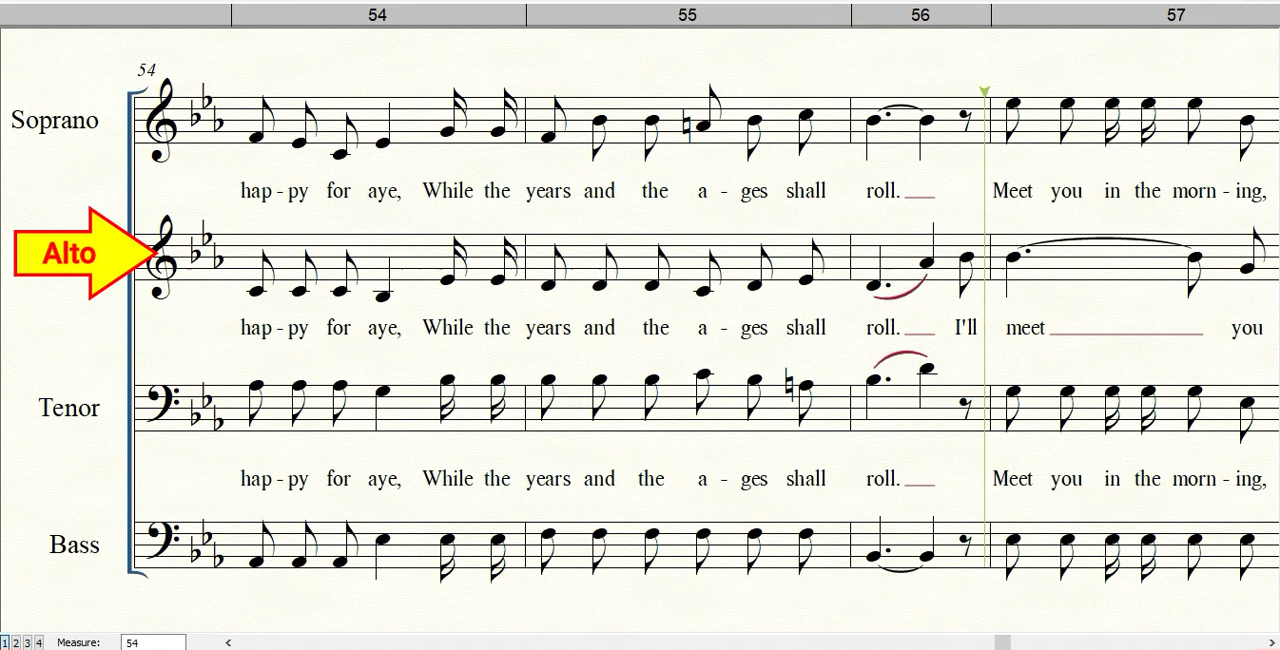 54 55 56 57
54
Soprano
hap - py for aye, While the years and the a - ges shall roll. Meet you in the morn - ing,
Alto
hap - py for aye, While the years and the a - ges shall roll. I'll meet you
Tenor
hap - py for aye, While the years and the a - ges shall roll. Meet you in the morn - ing,
Bass
1 2 3 4 Measure: 54